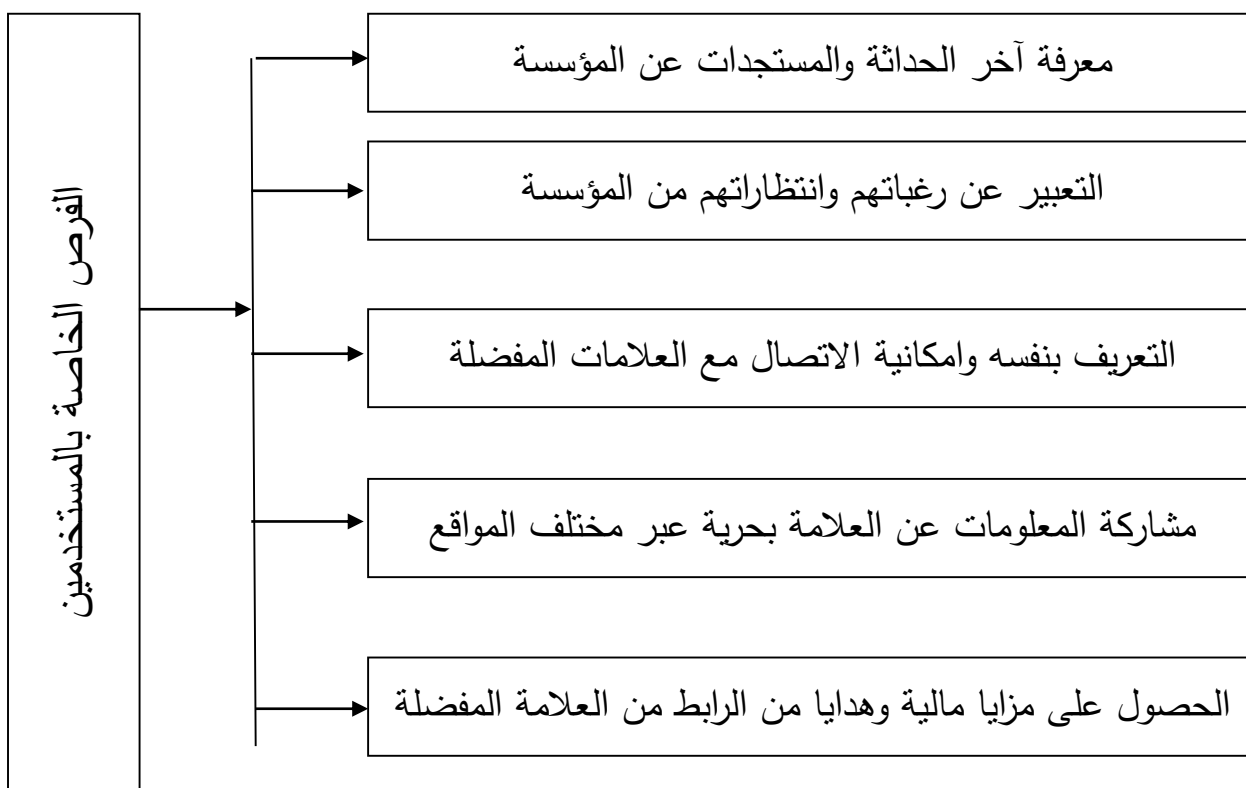 الفرص الخاصة بالمستخدمين
معرفة آخر الحداثة والمستجدات عن المؤسسة
التعبير عن رغباتهم وانتظاراتهم من المؤسسة
التعريف بنفسه وامكانية الاتصال مع العلامات المفضلة
مشاركة المعلومات عن العلامة بحرية عبر مختلف المواقع
الحصول على مزايا مالية وهدايا من الرابط من العلامة المفضلة